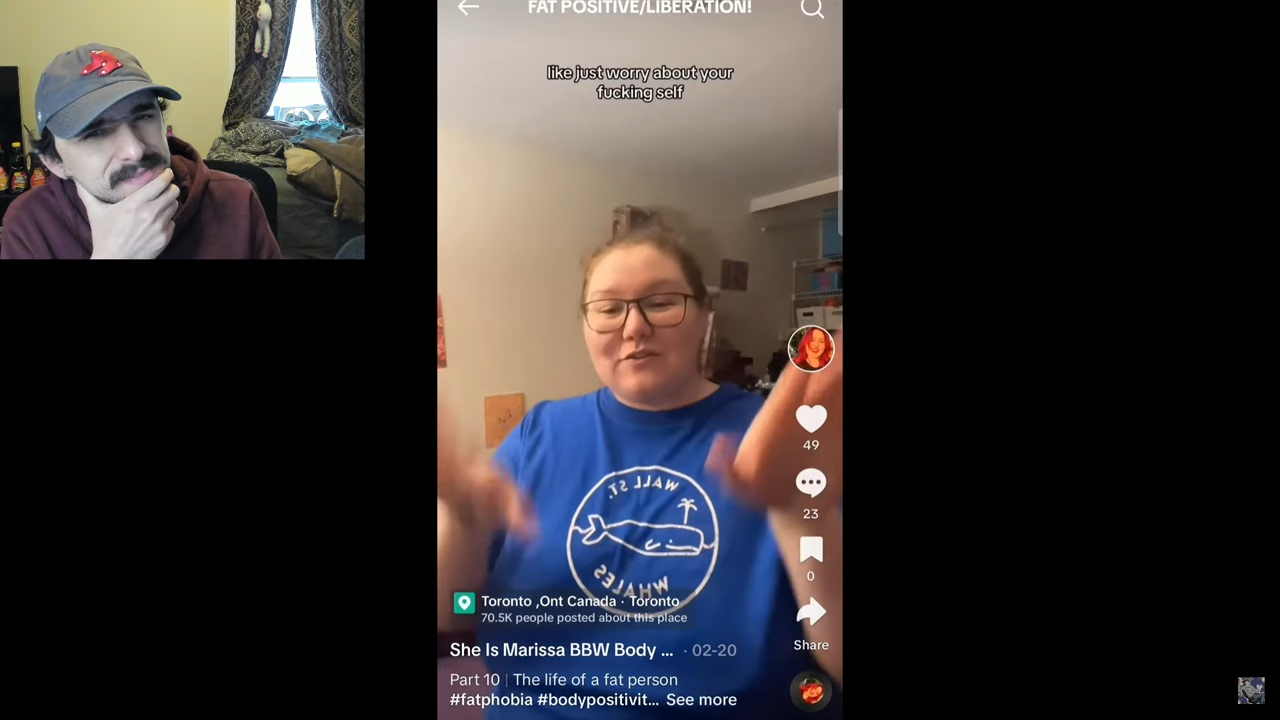 FAT POSITIVE/LIBERATION!
like just worry about your
fucking self
WALL ST.
WHALES
49
23
0
Toronto ,Ont Canada · Toronto
70.5K people posted about this place
Share
She Is Marissa BBW Body ... · 02-20
Part 10 | The life of a fat person
#fatphobia #bodypositivit... See more